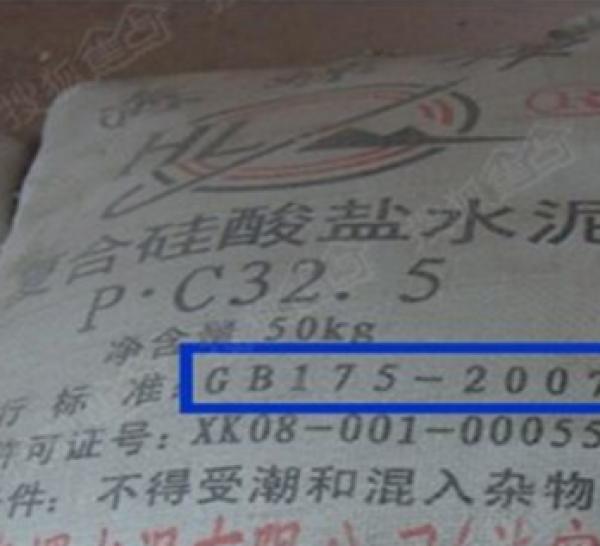 HL
R
复合硅酸盐水泥
P·C32.5
净含量 50kg
行标准:GB175-2007
许可证号:XK08-001-00055
件:不得受潮和混入杂物